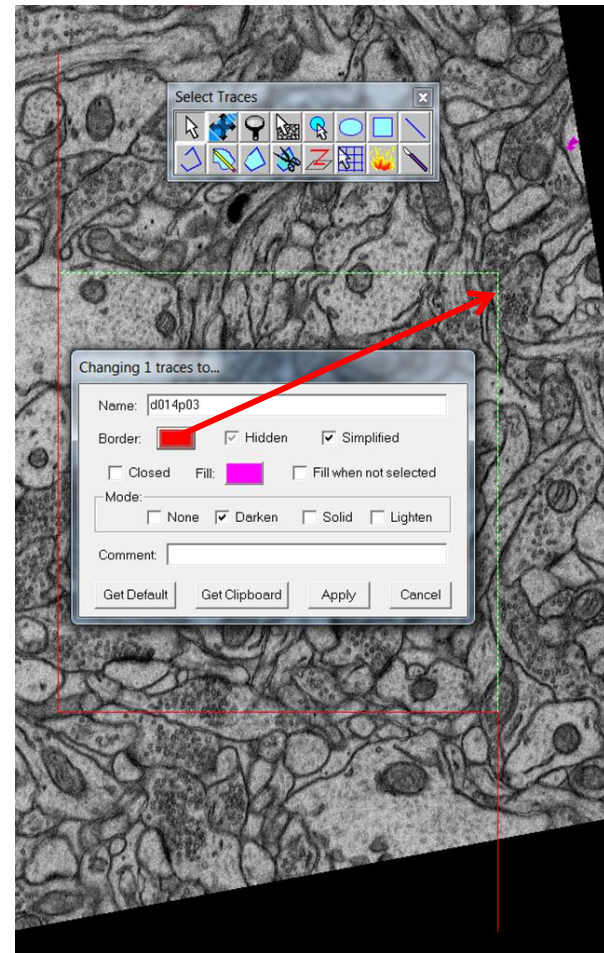 Select Traces
Changing 1 traces to...
Name: d014p03
Border: Hidden Simplified
Closed Fill: Fill when not selected
Mode:
None Darken Solid Lighten
Comment:
Get Default Get Clipboard Apply Cancel